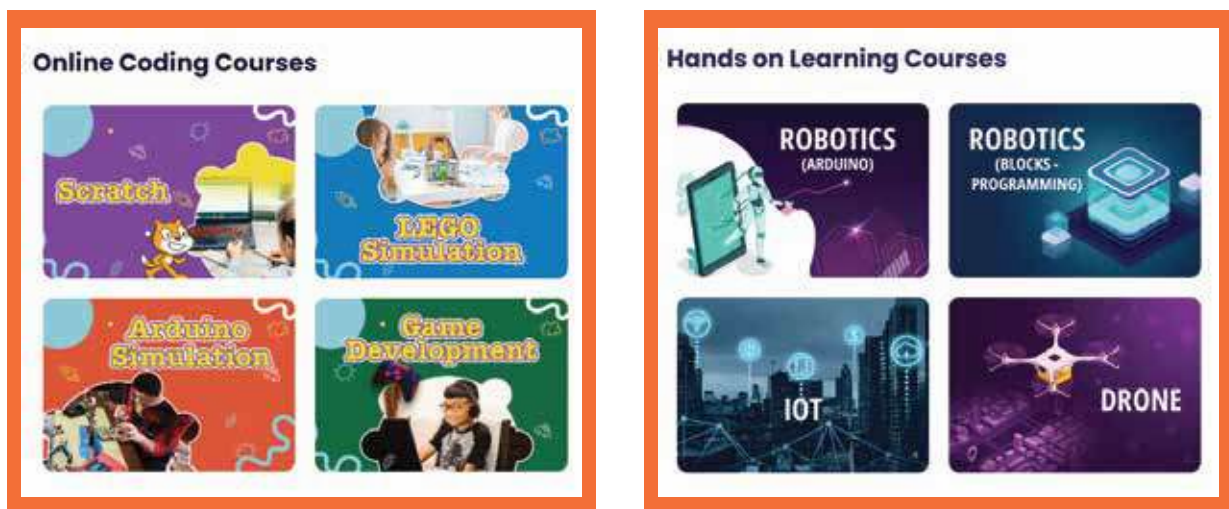 Online Coding Courses
Scratch
LEGO
Simulation
Arduino
Simulation
Game
Development
Hands on Learning Courses
ROBOTICS
(ARDUINO)
ROBOTICS
(BLOCKS -
PROGRAMMING)
IOT
DRONE